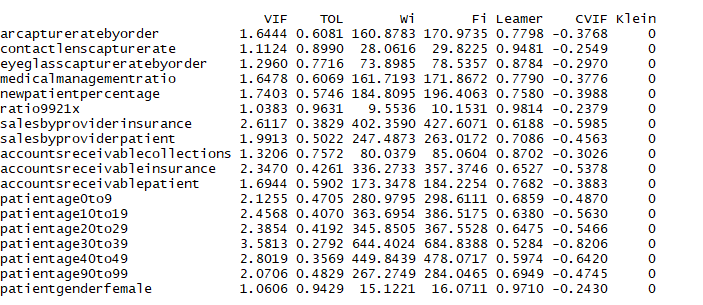 VIF TOL Wi Fi Leamer CVIF Klein
arcaptureratebyorder 1.6444 0.6081 160.8783 170.9735 0.7798 -0.3768 0
contactlenscapturerate 1.1124 0.8990 28.0616 29.8225 0.9481 -0.2549 0
eyeglasscaptureratebyorder 1.2960 0.7716 73.8985 78.5357 0.8784 -0.2970 0
medicalmanagementratio 1.6478 0.6069 161.7193 171.8672 0.7790 -0.3776 0
newpatientpercentage 1.7403 0.5746 184.8095 196.4063 0.7580 -0.3988 0
ratio9921x 1.0383 0.9631 9.5536 10.1531 0.9814 -0.2379 0
salesbyproviderinsurance 2.6117 0.3829 402.3590 427.6071 0.6188 -0.5985 0
salesbyproviderpatient 1.9913 0.5022 247.4873 263.0172 0.7086 -0.4563 0
accountsreceivablecollections 1.3206 0.7572 80.0379 85.0604 0.8702 -0.3026 0
accountsreceivableinsurance 2.3470 0.4261 336.2733 357.3746 0.6527 -0.5378 0
accountsreceivablepatient 1.6944 0.5902 173.3478 184.2254 0.7682 -0.3883 0
patientage0to9 2.1255 0.4705 280.9795 298.6111 0.6859 -0.4870 0
patientage10to19 2.4568 0.4070 363.6954 386.5175 0.6380 -0.5630 0
patientage20to29 2.3854 0.4192 345.8505 367.5528 0.6475 -0.5466 0
patientage30to39 3.5813 0.2792 644.4024 684.8388 0.5284 -0.8206 0
patientage40to49 2.8019 0.3569 449.8439 478.0717 0.5974 -0.6420 0
patientage90to99 2.0706 0.4829 267.2749 284.0465 0.6949 -0.4745 0
patientgenderfemale 1.0606 0.9429 15.1221 16.0711 0.9710 -0.2430 0